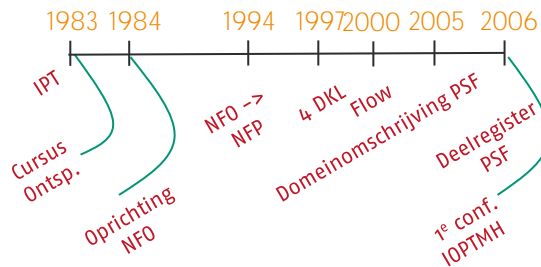 1983 1984 1994 1997 2000 2005 2006
IPT
Cursus
Ontsp.
Oprichting
NFO
NFO ->
NFP
4 DKL
Flow
Domeinomschrijving PSF
Deelregister
PSF
1e conf.
IOPTMH